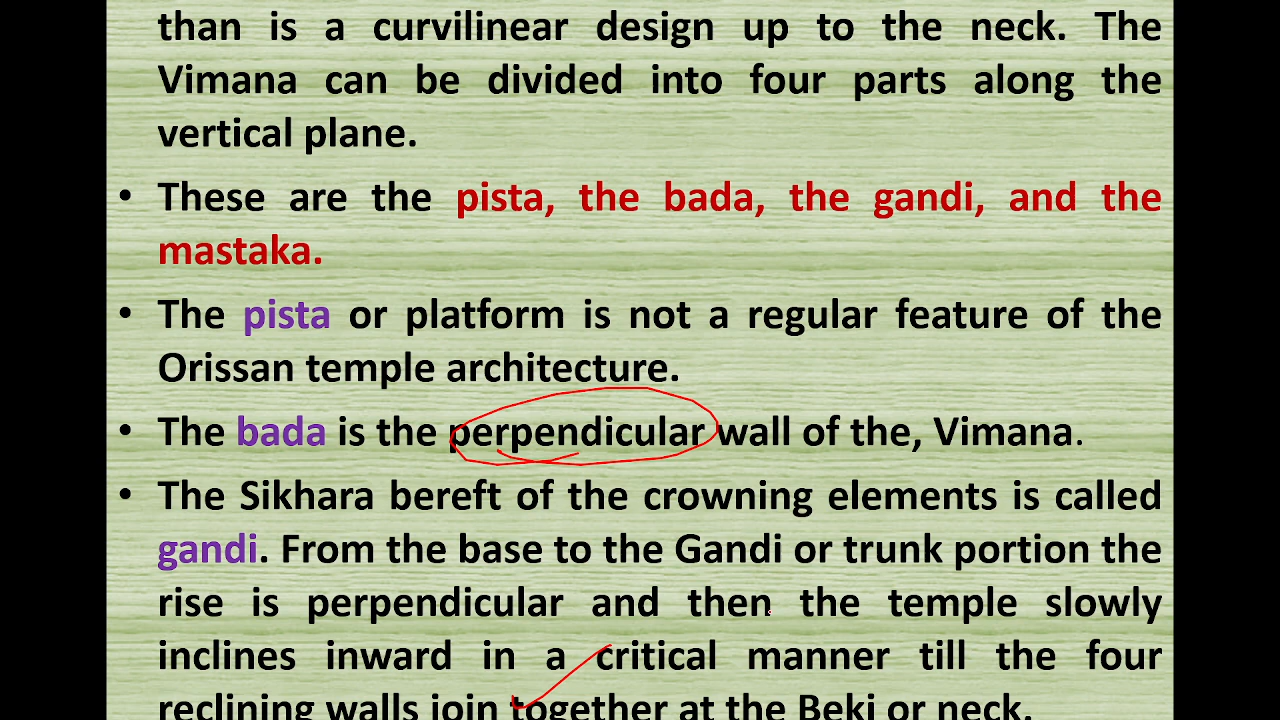 than is a curvilinear design up to the neck. The
Vimana can be divided into four parts along the
vertical plane.
• These are the pista, the bada, the gandi, and the
mastaka.
• The pista or platform is not a regular feature of the
Orissan temple architecture.
• The bada is the perpendicular wall of the, Vimana.
• The Sikhara bereft of the crowning elements is called
gandi. From the base to the Gandi or trunk portion the
rise is perpendicular and then the temple slowly
inclines inward in a critical manner till the four
reclining walls join together at the Beki or neck.